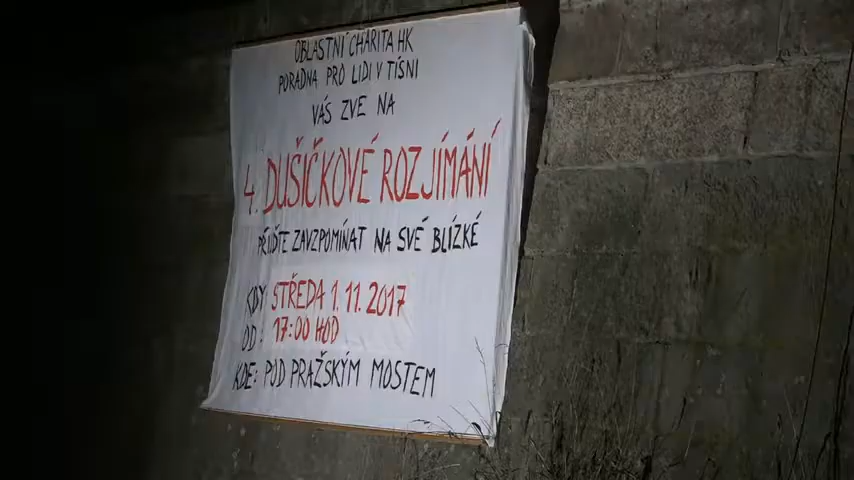 OBLASTNÍ CHARITA HK
PORADNA PRO LIDI V TÍSNI
VÁS ZVE NA
4. DUŠIČKOVÉ ROZJÍMÁNÍ
PŘIJĎTE ZAVZPOMÍNAT NA SVÉ BLÍZKÉ
KDY: STŘEDA 1.11.2017
OD: 17:00 HOD
KDE: POD PRAŽSKÝM MOSTEM